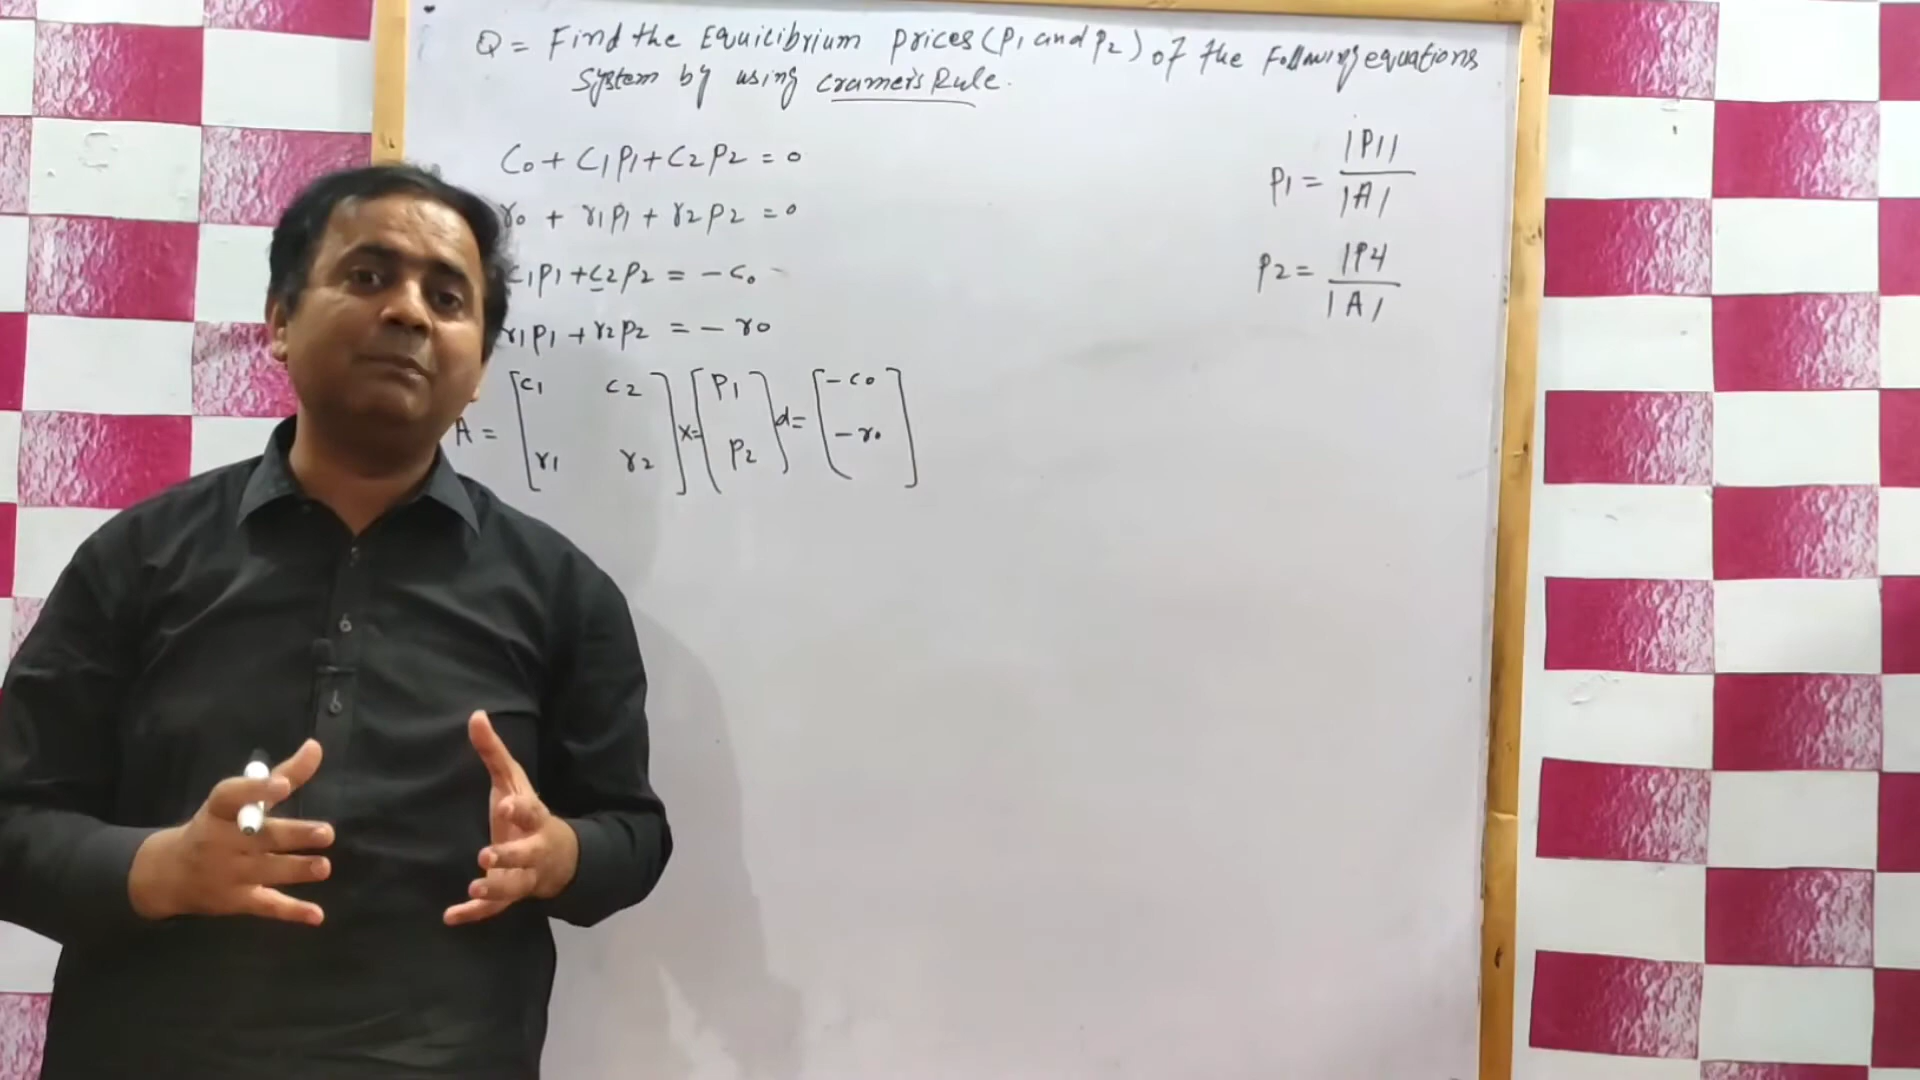 Q = Find the Equilibrium prices (P1 and P2) of the Following equations
system by using cramer's Rule.
C0 + C1P1 + C2P2 = 0
γ0 + γ1P1 + γ2P2 = 0
C1P1 + C2P2 = - C0
γ1P1 + γ2P2 = - γ0
A = [C1 C2] X = [P1] d = [-C0]
[γ1 γ2] [P2] [-γ0]
P1 = |P1|
|A|
P2 = |P2|
|A|